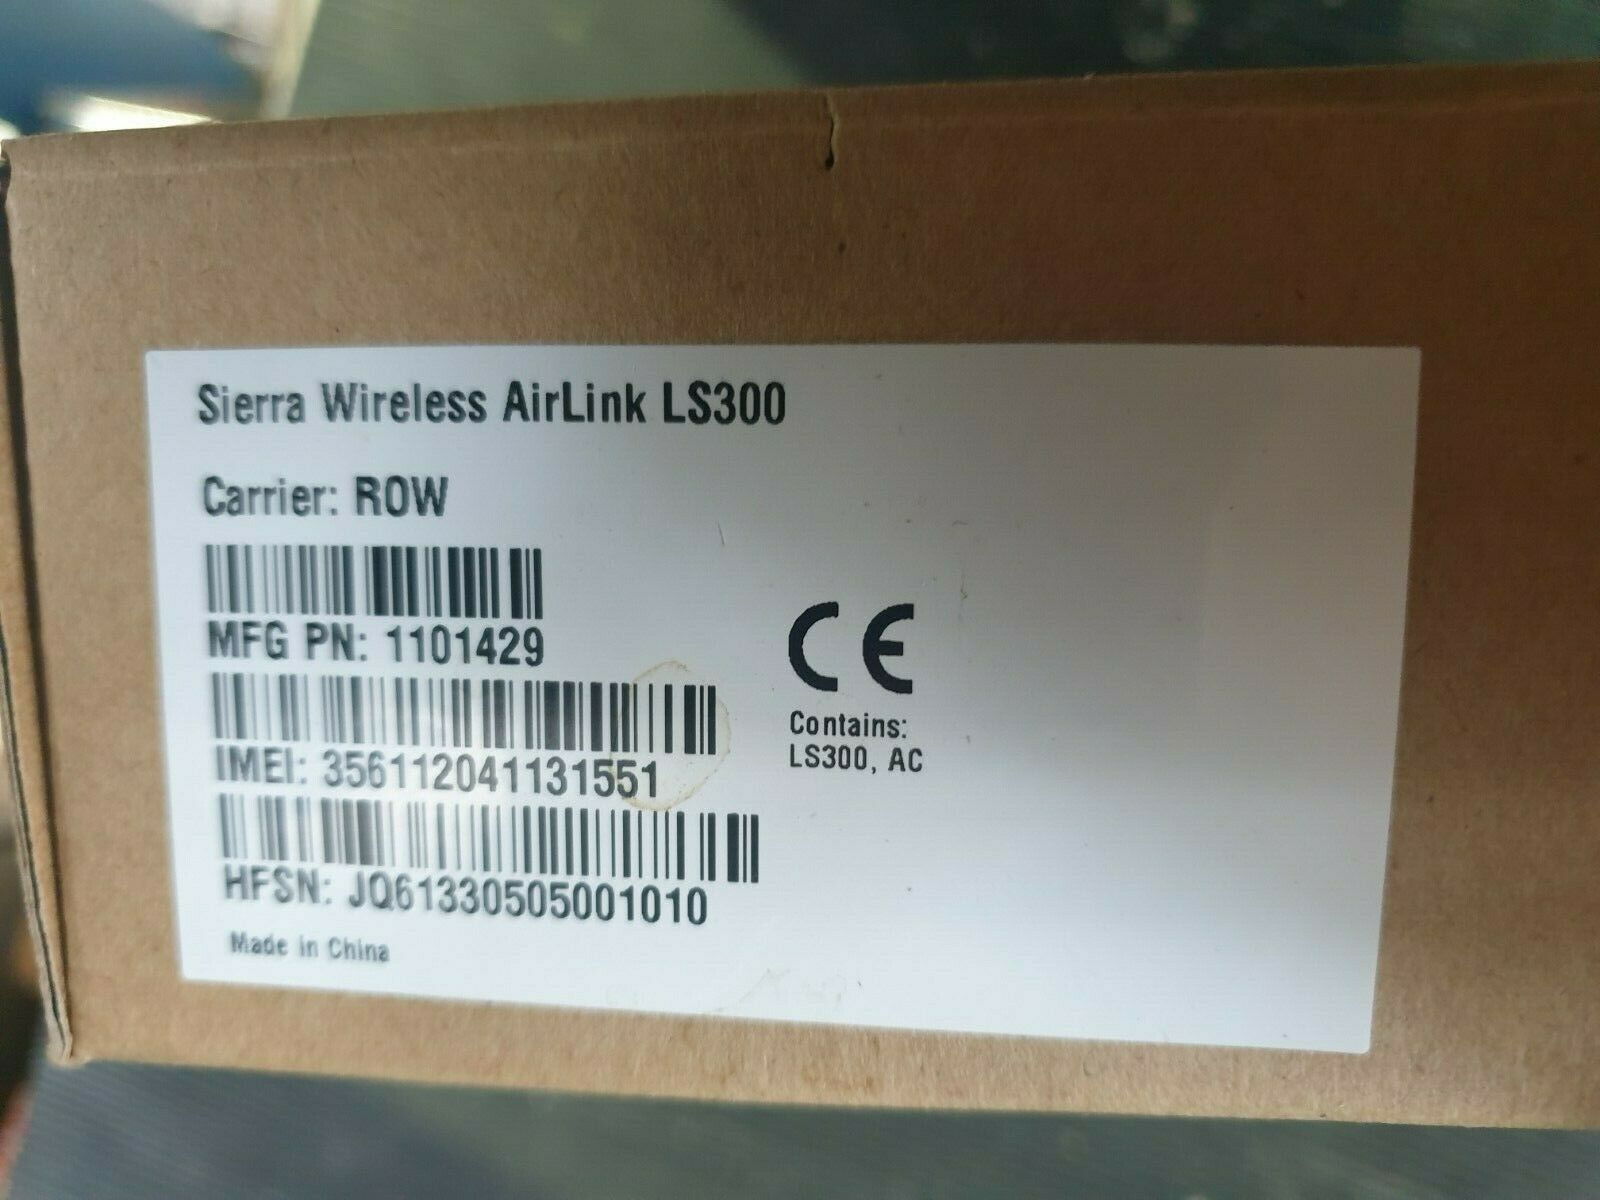 Sierra Wireless AirLink LS300
Carrier: ROW
MFG PN: 1101429
IMEI: 356112041131551
HFSN: JQ61330505001010
Made in China
CE
Contains:
LS300, AC